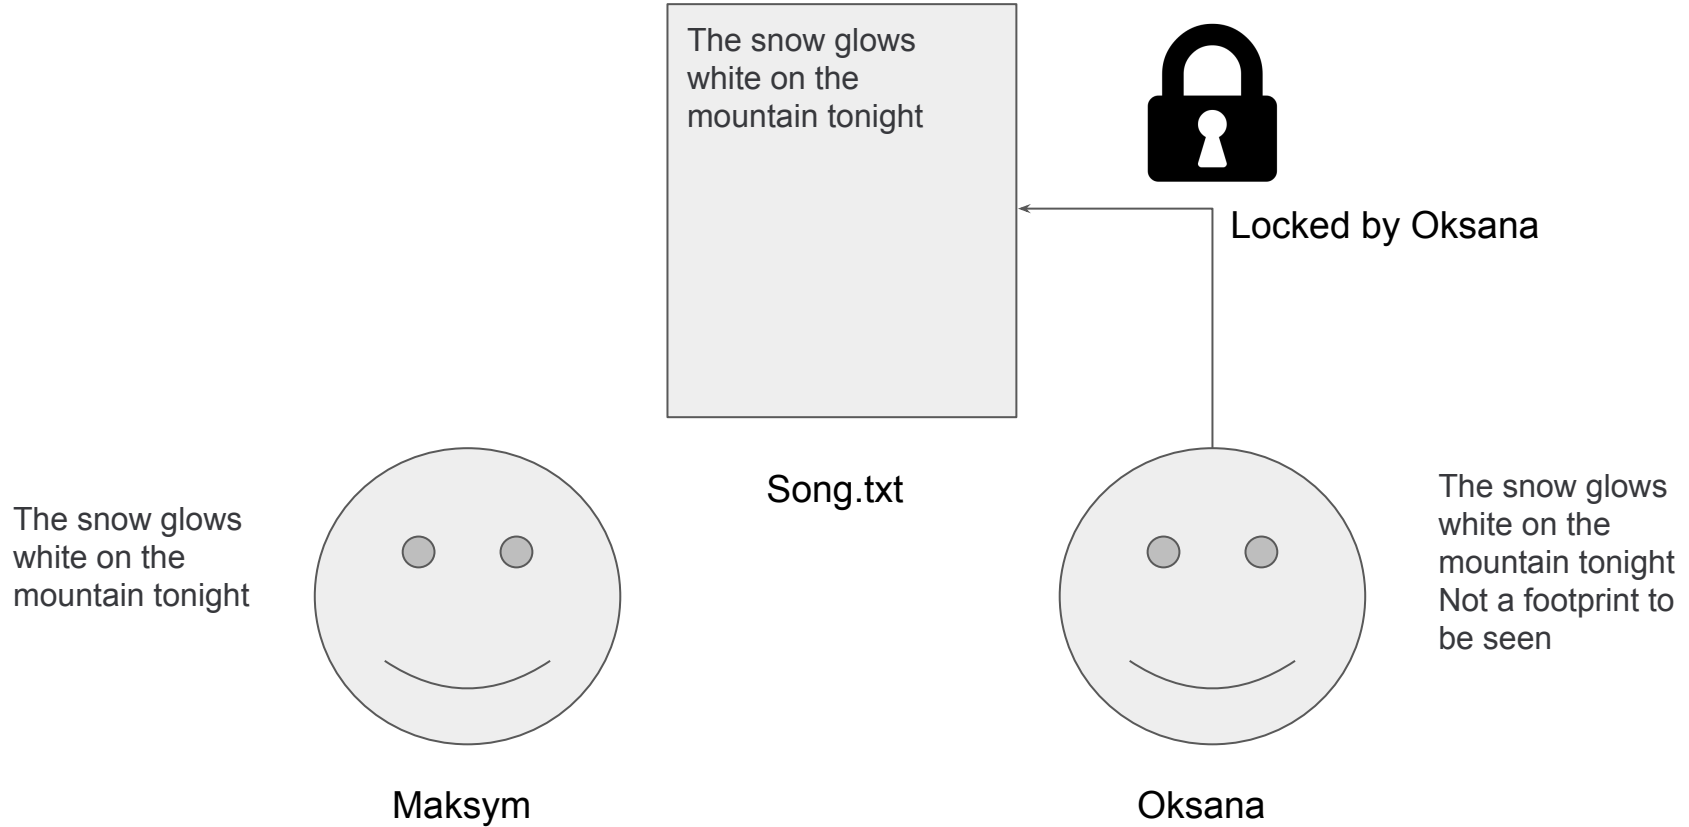 The snow glows
white on the
mountain tonight
Locked by Oksana
Song.txt
The snow glows
white on the
mountain tonight
The snow glows
white on the
mountain tonight
Not a footprint to
be seen
Maksym
Oksana